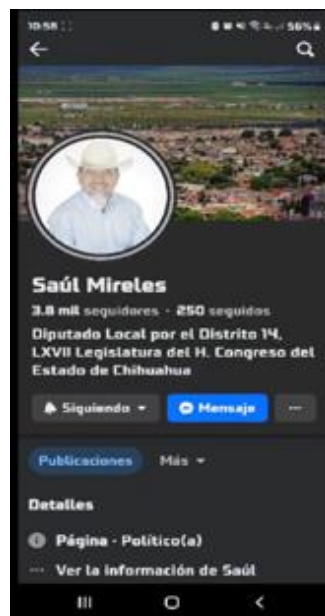 10:58
56%
Saúl Mireles
3.8 mil seguidores · 250 seguidos
Diputado Local por el Distrito 14,
LXVII Legislatura del H. Congreso del
Estado de Chihuahua
Siguiendo
Mensaje
Publicaciones Más
Detalles
Página · Político(a)
Ver la información de Saúl